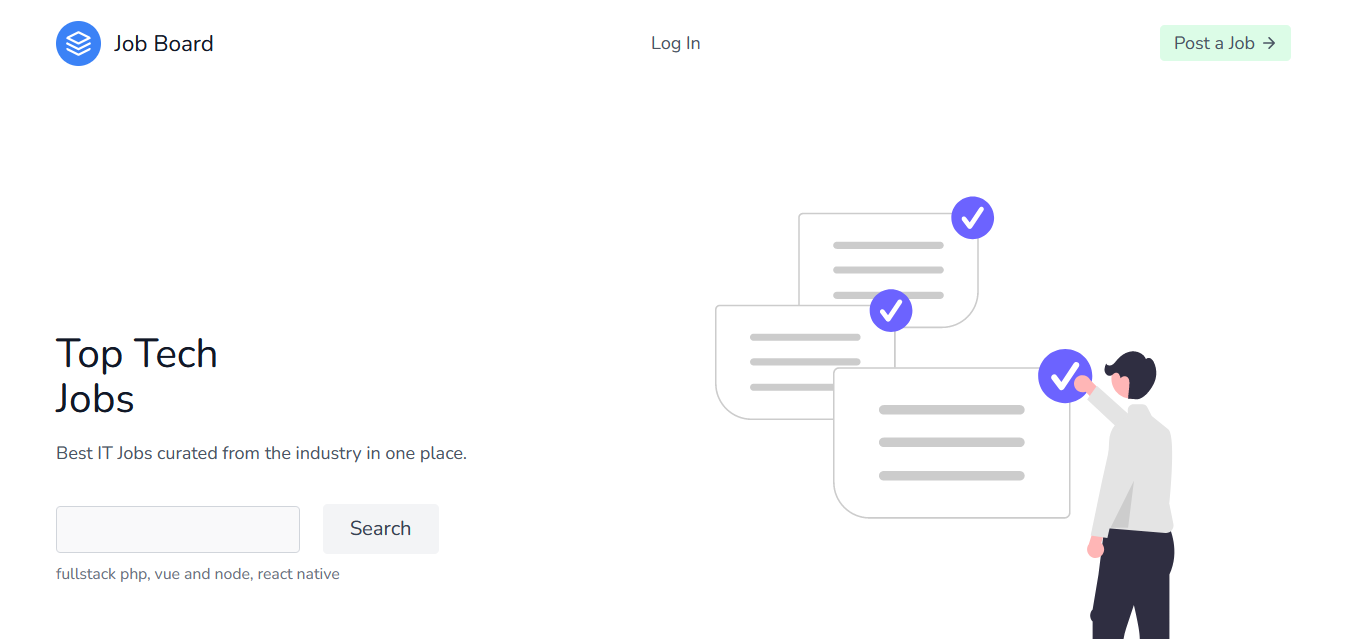 Job Board
Log In
Post a Job →
Top Tech
Jobs
Best IT Jobs curated from the industry in one place.
Search
fullstack php, vue and node, react native